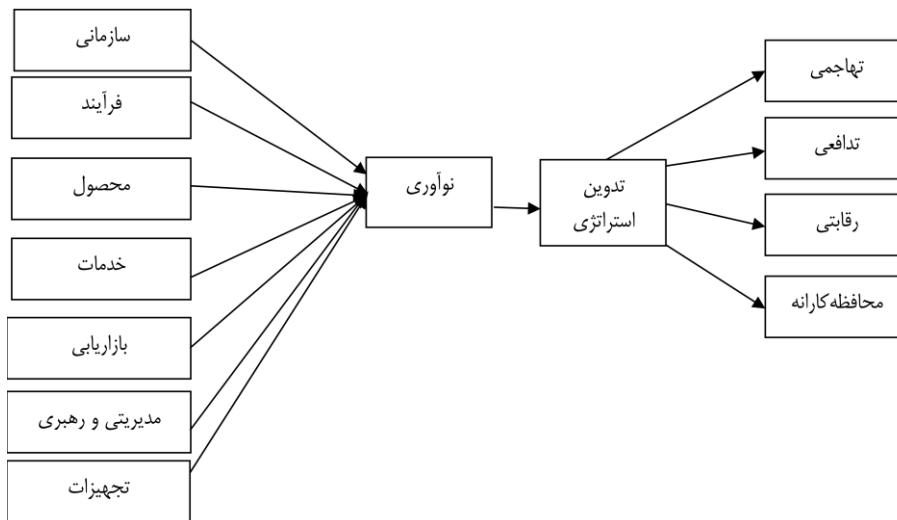 سازمانی
فرآیند
محصول
خدمات
بازاریابی
مدیریتی و رهبری
تجهیزات
نوآوری
تدوین
استراتژی
تهاجمی
تدافعی
رقابتی
محافظه‌کارانه